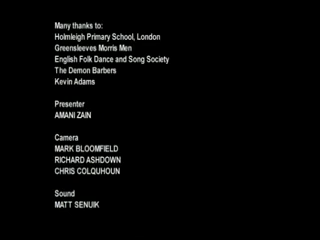 Many thanks to:
Holmleigh Primary School, London
Greensleeves Morris Men
English Folk Dance and Song Society
The Demon Barbers
Kevin Adams
Presenter
AMANI ZAIN
Camera
MARK BLOOMFIELD
RICHARD ASHDOWN
CHRIS COLQUHOUN
Sound
MATT SENUIK